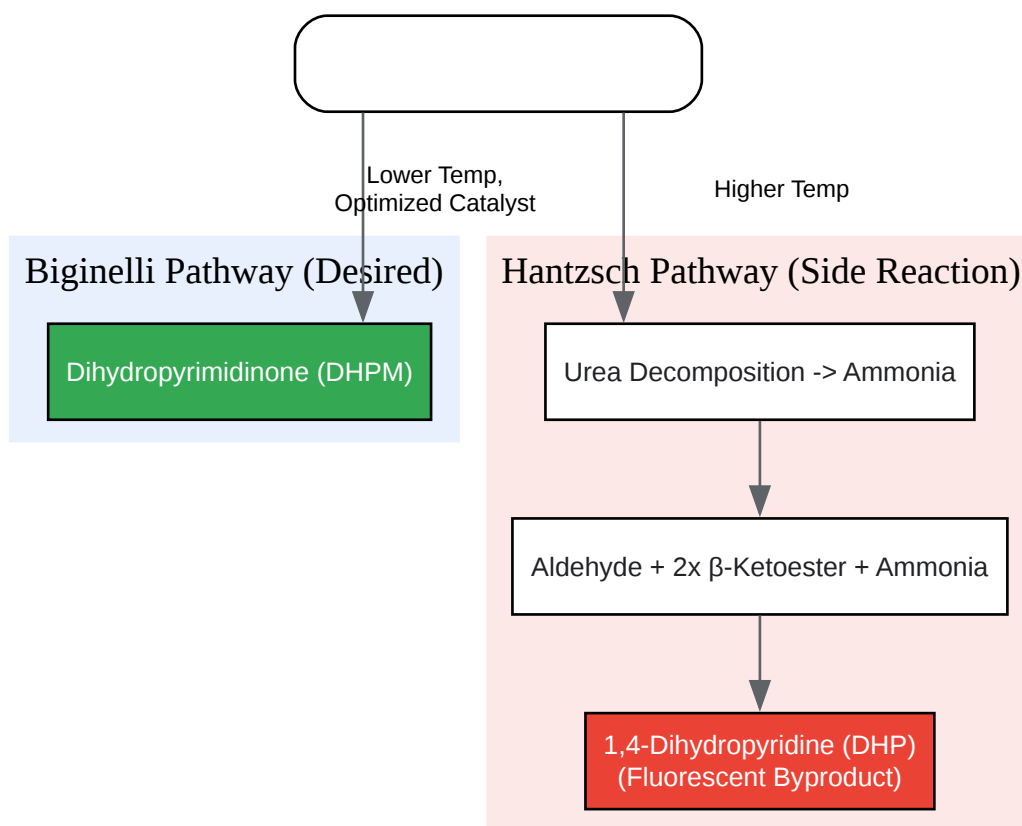 Lower Temp,
Optimized Catalyst
Higher Temp
Biginelli Pathway (Desired)
Hantzsch Pathway (Side Reaction)
Dihydropyrimidinone (DHPM)
Urea Decomposition -> Ammonia
Aldehyde + 2x β-Ketoester + Ammonia
1,4-Dihydropyridine (DHP)
(Fluorescent Byproduct)